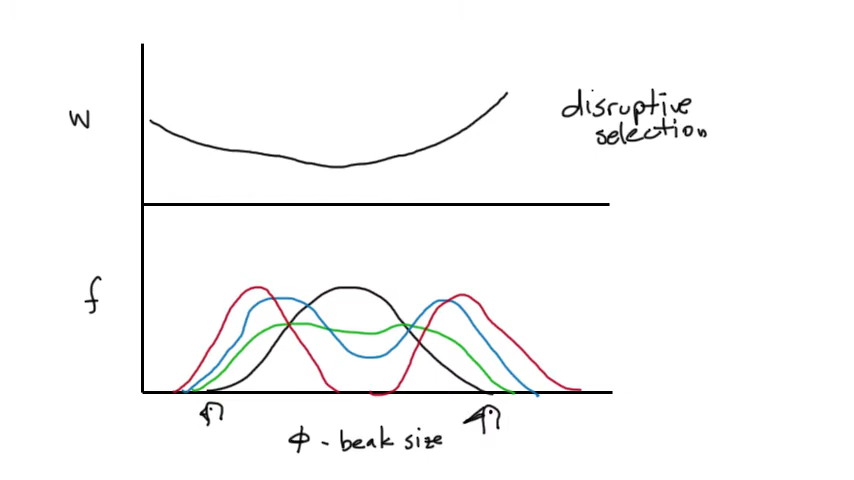 W
disruptive
selection
f
ϕ - beak size